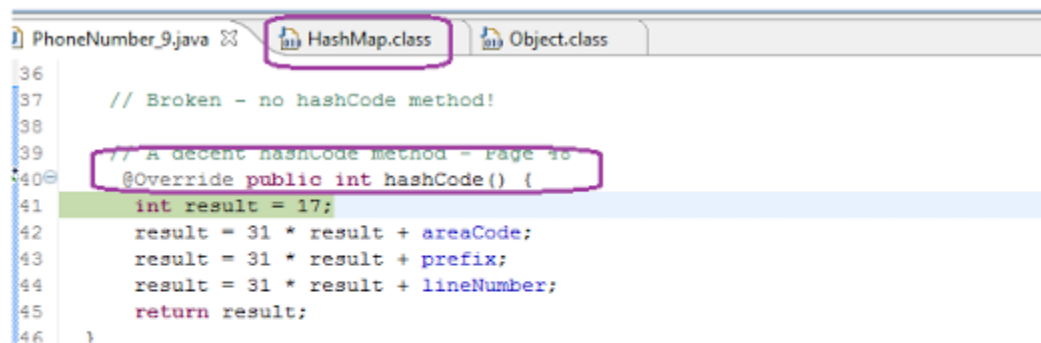 PhoneNumber_9.java HashMap.class Object.class
36
37 // Broken - no hashCode method!
38
39 // A decent hashCode method - Page 48
40 @Override public int hashCode() {
41 int result = 17;
42 result = 31 * result + areaCode;
43 result = 31 * result + prefix;
44 result = 31 * result + lineNumber;
45 return result;
46 }